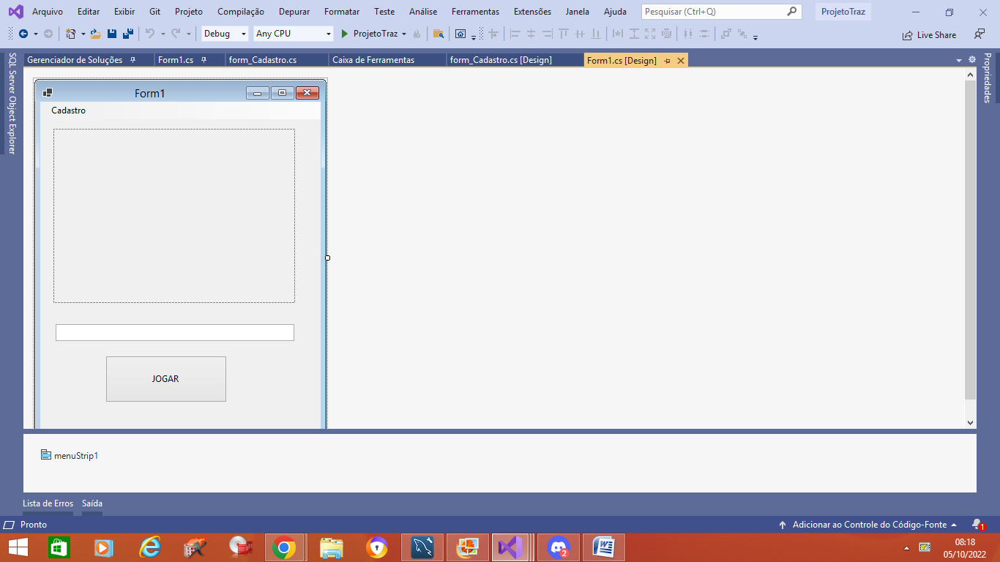 Arquivo Editar Exibir Git Projeto Compilação Depurar Formatar Teste Análise Ferramentas Extensões Janela Ajuda Pesquisar (Ctrl+Q) ProjetoTraz
Debug Any CPU ProjetoTraz Live Share
SQL Server Object Explorer
Gerenciador de Soluções Form1.cs form_Cadastro.cs Caixa de Ferramentas form_Cadastro.cs [Design] Form1.cs [Design]
Propriedades
Form1
Cadastro
JOGAR
menuStrip1
Lista de Erros Saída
Pronto Adicionar ao Controle do Código-Fonte 1
2
08:18
05/10/2022